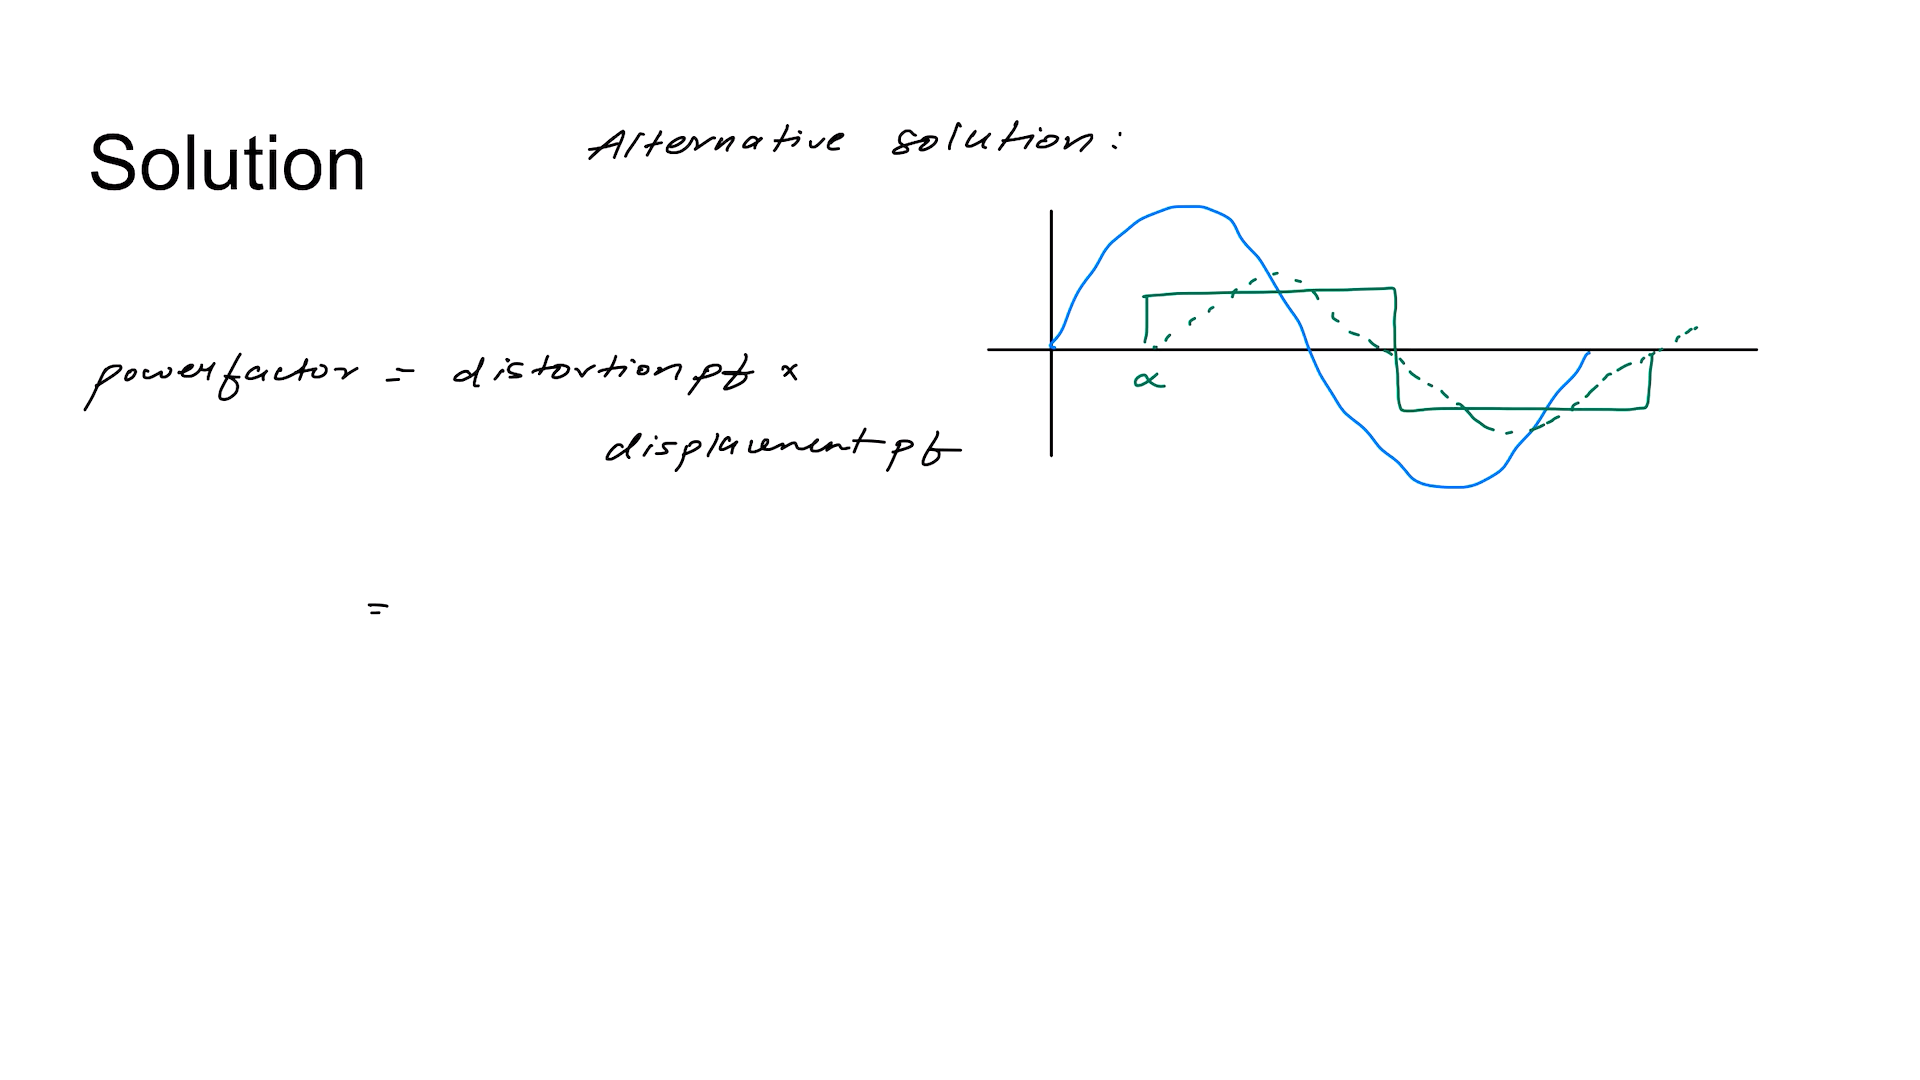 Solution
Alternative solution:
powerfactor = distortion pf ×
displacement pf
α
=